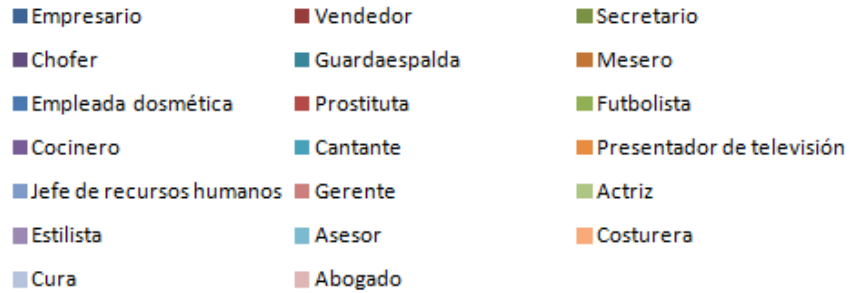 Empresario Vendedor Secretario
Chofer Guardaespalda Mesero
Empleada dosmética Prostituta Futbolista
Cocinero Cantante Presentador de televisión
Jefe de recursos humanos Gerente Actriz
Estilista Asesor Costurera
Cura Abogado